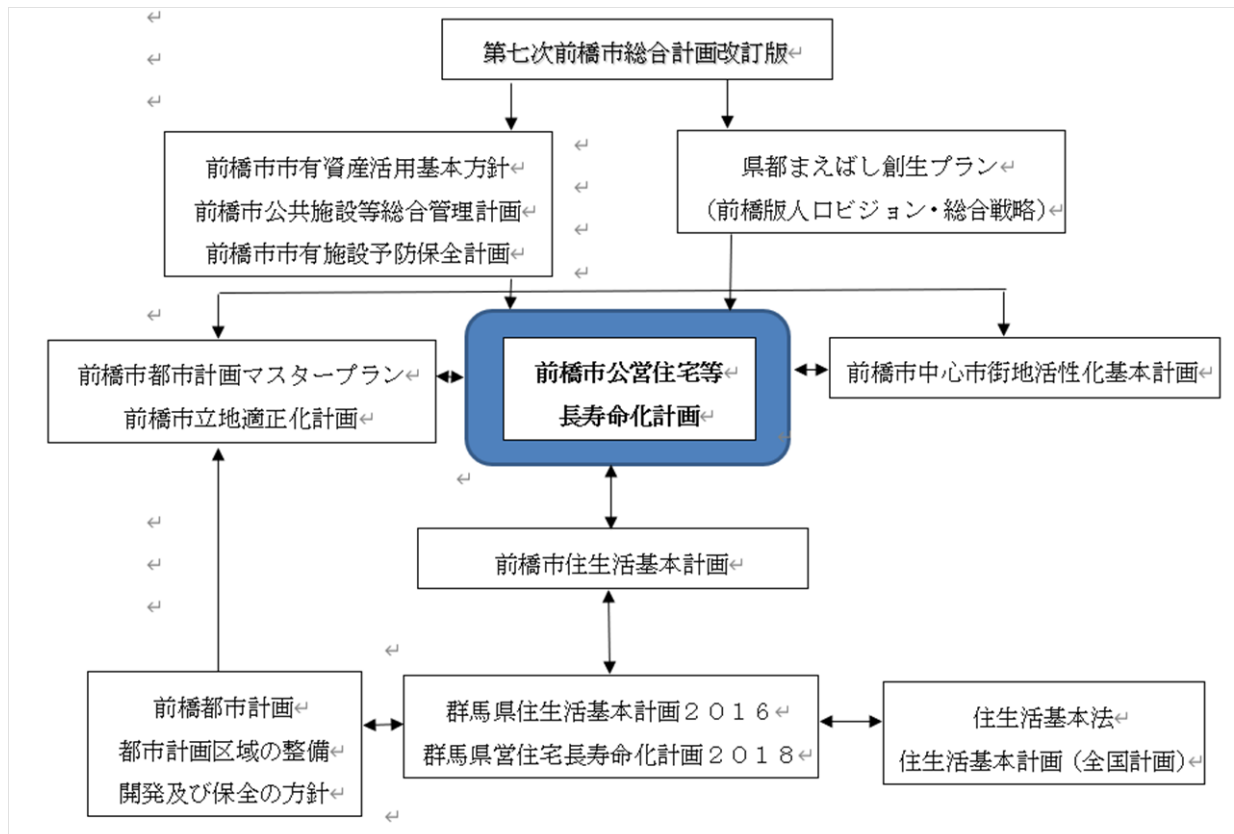 第七次前橋市総合計画改訂版
前橋市市有資産活用基本方針
前橋市公共施設等総合管理計画
前橋市市有施設予防保全計画
県都まえばし創生プラン
（前橋版人口ビジョン・総合戦略）
前橋市都市計画マスタープラン
前橋市立地適正化計画
前橋市公営住宅等
長寿命化計画
前橋市中心市街地活性化基本計画
前橋市住生活基本計画
前橋都市計画
都市計画区域の整備
開発及び保全の方針
群馬県住生活基本計画２０１６
群馬県営住宅長寿命化計画２０１８
住生活基本法
住生活基本計画（全国計画）